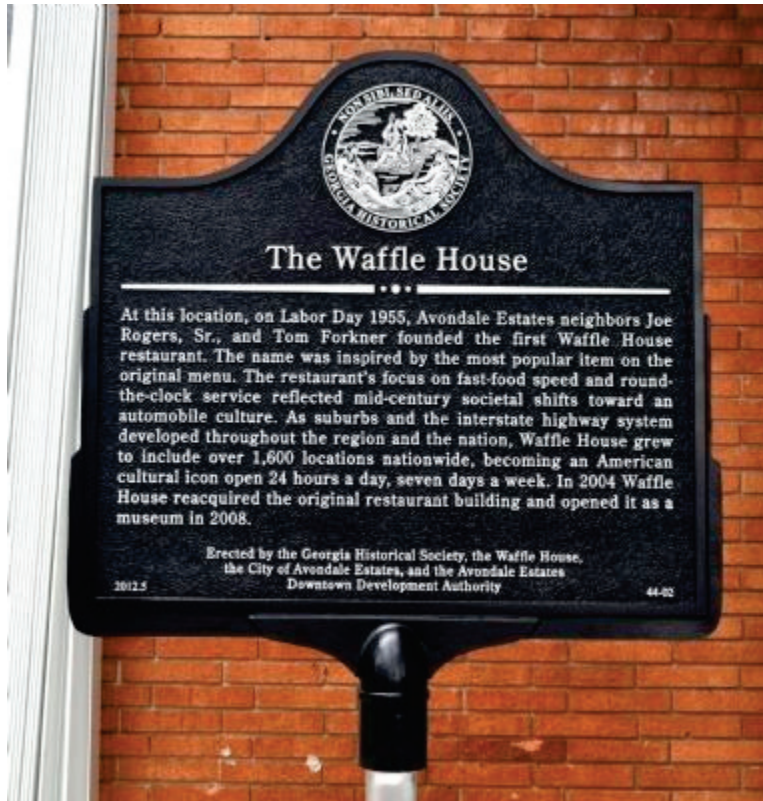 NON SIBI, SED ALIIS
GEORGIA HISTORICAL SOCIETY
The Waffle House
At this location, on Labor Day 1955, Avondale Estates neighbors Joe
Rogers, Sr., and Tom Forkner founded the first Waffle House
restaurant. The name was inspired by the most popular item on the
original menu. The restaurant's focus on fast-food speed and round-
the-clock service reflected mid-century societal shifts toward an
automobile culture. As suburbs and the interstate highway system
developed throughout the region and the nation, Waffle House grew
to include over 1,600 locations nationwide, becoming an American
cultural icon open 24 hours a day, seven days a week. In 2004 Waffle
House reacquired the original restaurant building and opened it as a
museum in 2008.
Erected by the Georgia Historical Society, the Waffle House,
the City of Avondale Estates, and the Avondale Estates
Downtown Development Authority
2012.5
44-02